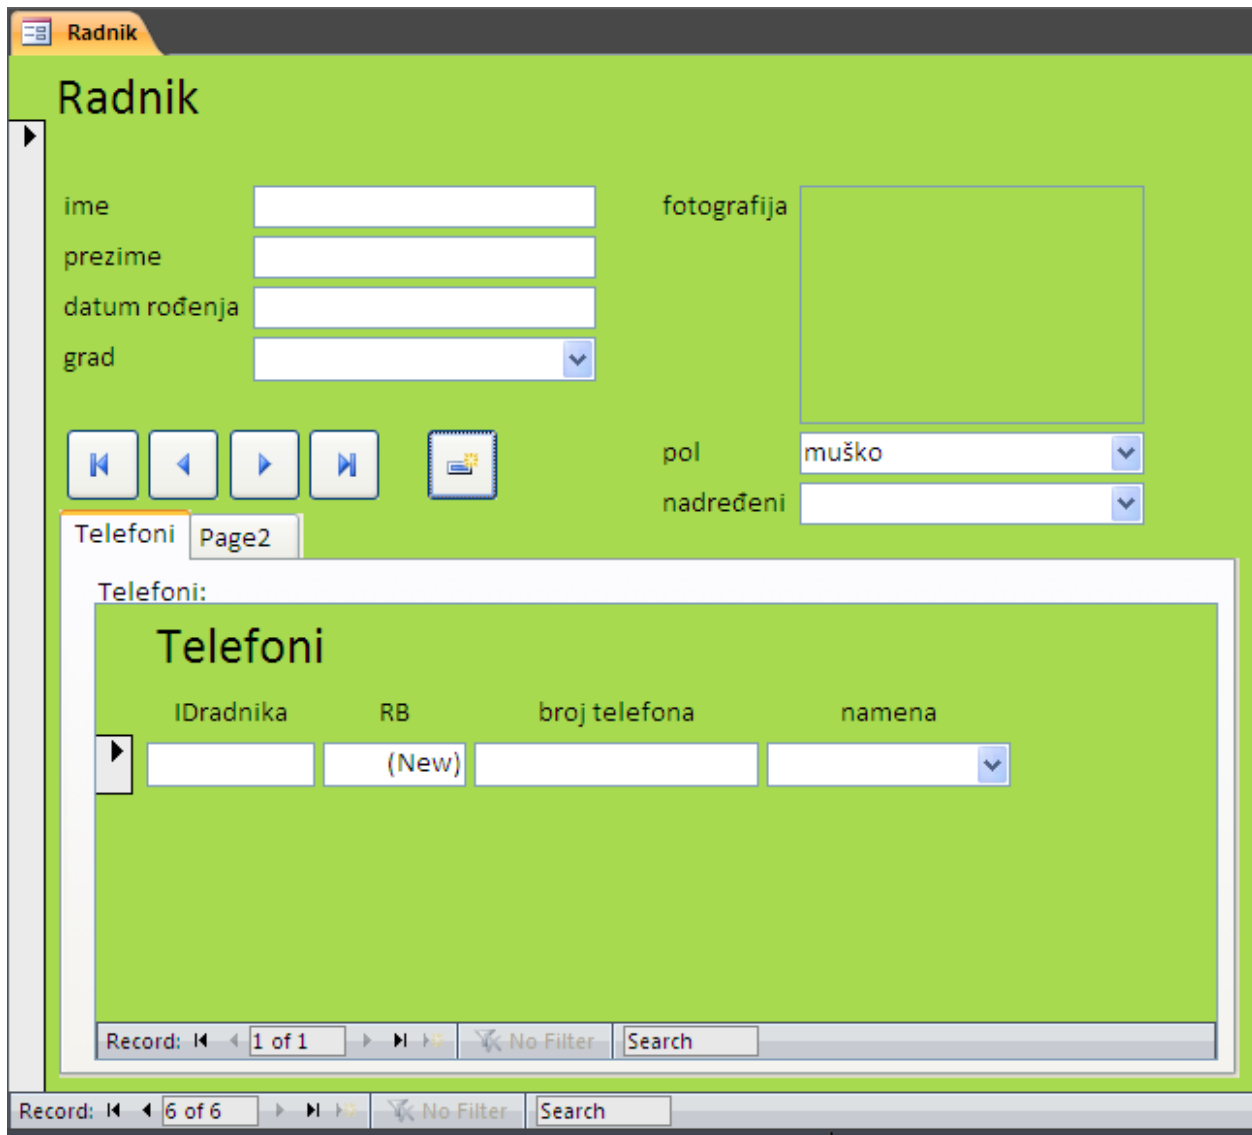 Radnik
Radnik
ime
fotografija
prezime
datum rođenja
grad
pol muško
nadređeni
Telefoni Page2
Telefoni:
Telefoni
IDradnika RB broj telefona namena
(New)
Record: 1 of 1 No Filter Search
Record: 6 of 6 No Filter Search